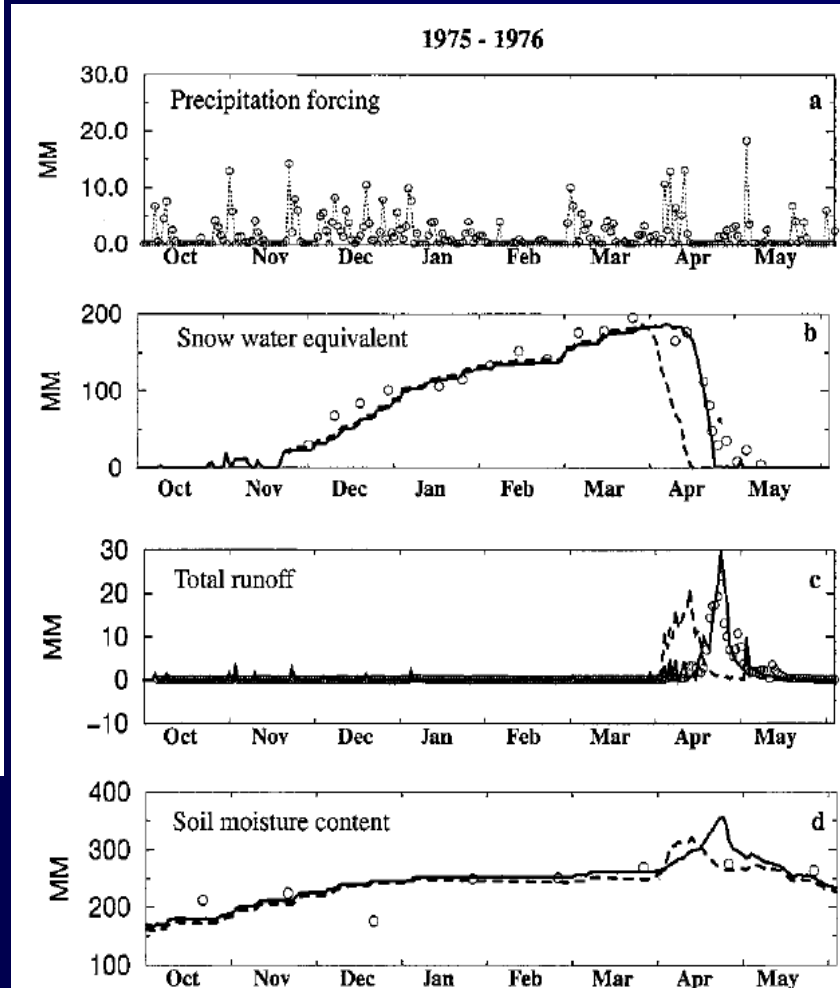 1975 - 1976
30.0
Precipitation forcing
a
20.0
MM
10.0
0.0
Oct Nov Dec Jan Feb Mar Apr May
200
Snow water equivalent
b
MM
100
0
Oct Nov Dec Jan Feb Mar Apr May
30
Total runoff
c
20
MM
10
0
-10
Oct Nov Dec Jan Feb Mar Apr May
400
Soil moisture content
d
MM
300
200
100
Oct Nov Dec Jan Feb Mar Apr May